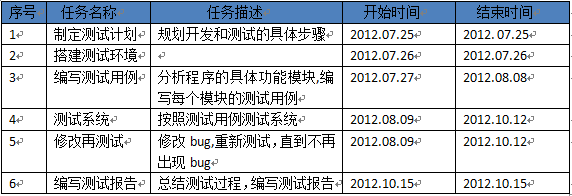 序号 任务名称 任务描述 开始时间 结束时间
1 制定测试计划 规划开发和测试的具体步骤 2012.07.25 2012.07.25
2 搭建测试环境 2012.07.26 2012.07.26
3 编写测试用例 分析程序的具体功能模块,编 2012.07.27 2012.08.08
写每个模块的测试用例
4 测试系统 按照测试用例测试系统 2012.08.09 2012.10.12
5 修改再测试 修改 bug,重新测试，直到不再 2012.08.09 2012.10.12
出现 bug
6 编写测试报告 总结测试过程，编写测试报告 2012.10.15 2012.10.15